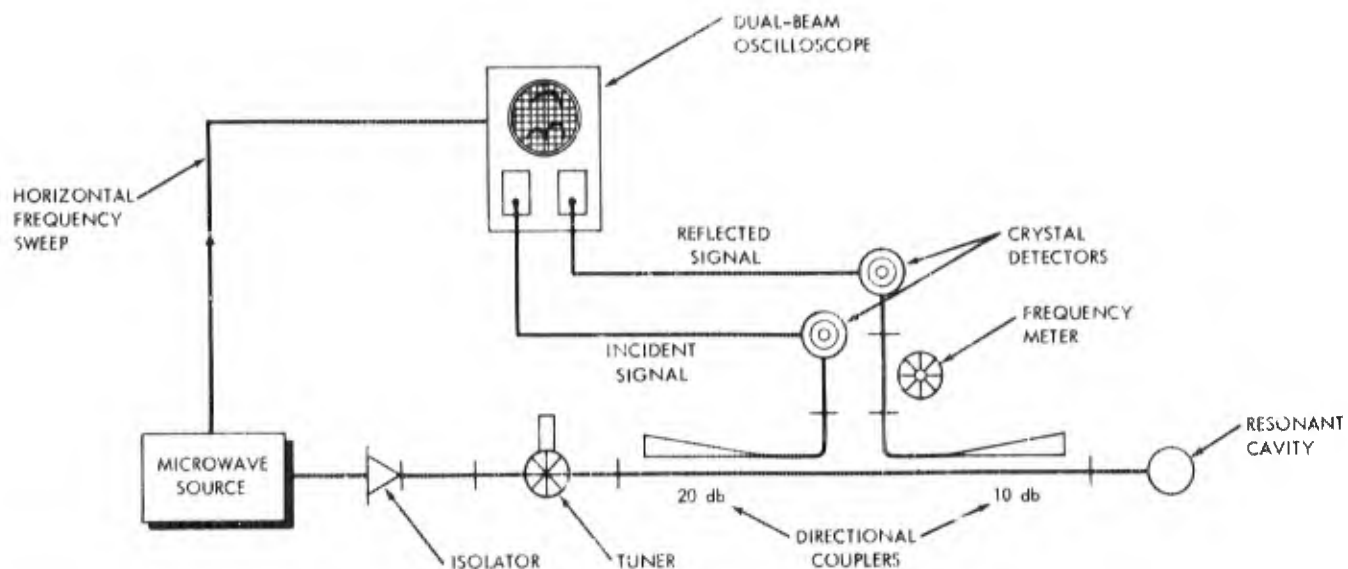 DUAL-BEAM
OSCILLOSCOPE
HORIZONTAL
FREQUENCY
SWEEP
REFLECTED
SIGNAL
CRYSTAL
DETECTORS
FREQUENCY
METER
INCIDENT
SIGNAL
RESONANT
CAVITY
MICROWAVE
SOURCE
20 db
10 db
DIRECTIONAL
COUPLERS
ISOLATOR
TUNER